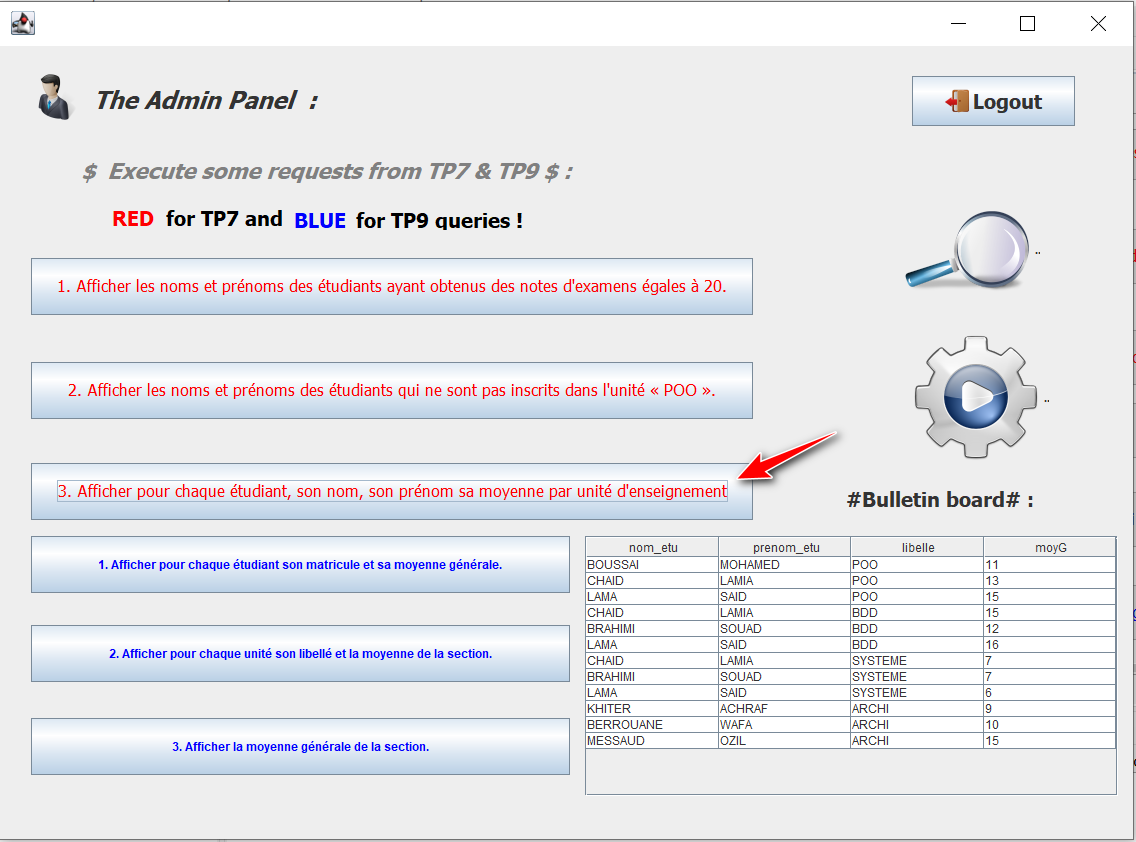 The Admin Panel :
Logout
$ Execute some requests from TP7 & TP9 $ :
RED for TP7 and BLUE for TP9 queries !
..
1. Afficher les noms et prénoms des étudiants ayant obtenus des notes d'examens égales à 20.
2. Afficher les noms et prénoms des étudiants qui ne sont pas inscrits dans l'unité « POO ».
..
3. Afficher pour chaque étudiant, son nom, son prénom sa moyenne par unité d'enseignement
#Bulletin board# :
1. Afficher pour chaque étudiant son matricule et sa moyenne générale.
2. Afficher pour chaque unité son libellé et la moyenne de la section.
3. Afficher la moyenne générale de la section.
nom_etu prenom_etu libelle moyG
BOUSSAI MOHAMED POO 11
CHAID LAMIA POO 13
LAMA SAID POO 15
CHAID LAMIA BDD 15
BRAHIMI SOUAD BDD 12
LAMA SAID BDD 16
CHAID LAMIA SYSTEME 7
BRAHIMI SOUAD SYSTEME 7
LAMA SAID SYSTEME 6
KHITER ACHRAF ARCHI 9
BERROUANE WAFA ARCHI 10
MESSAUD OZIL ARCHI 15